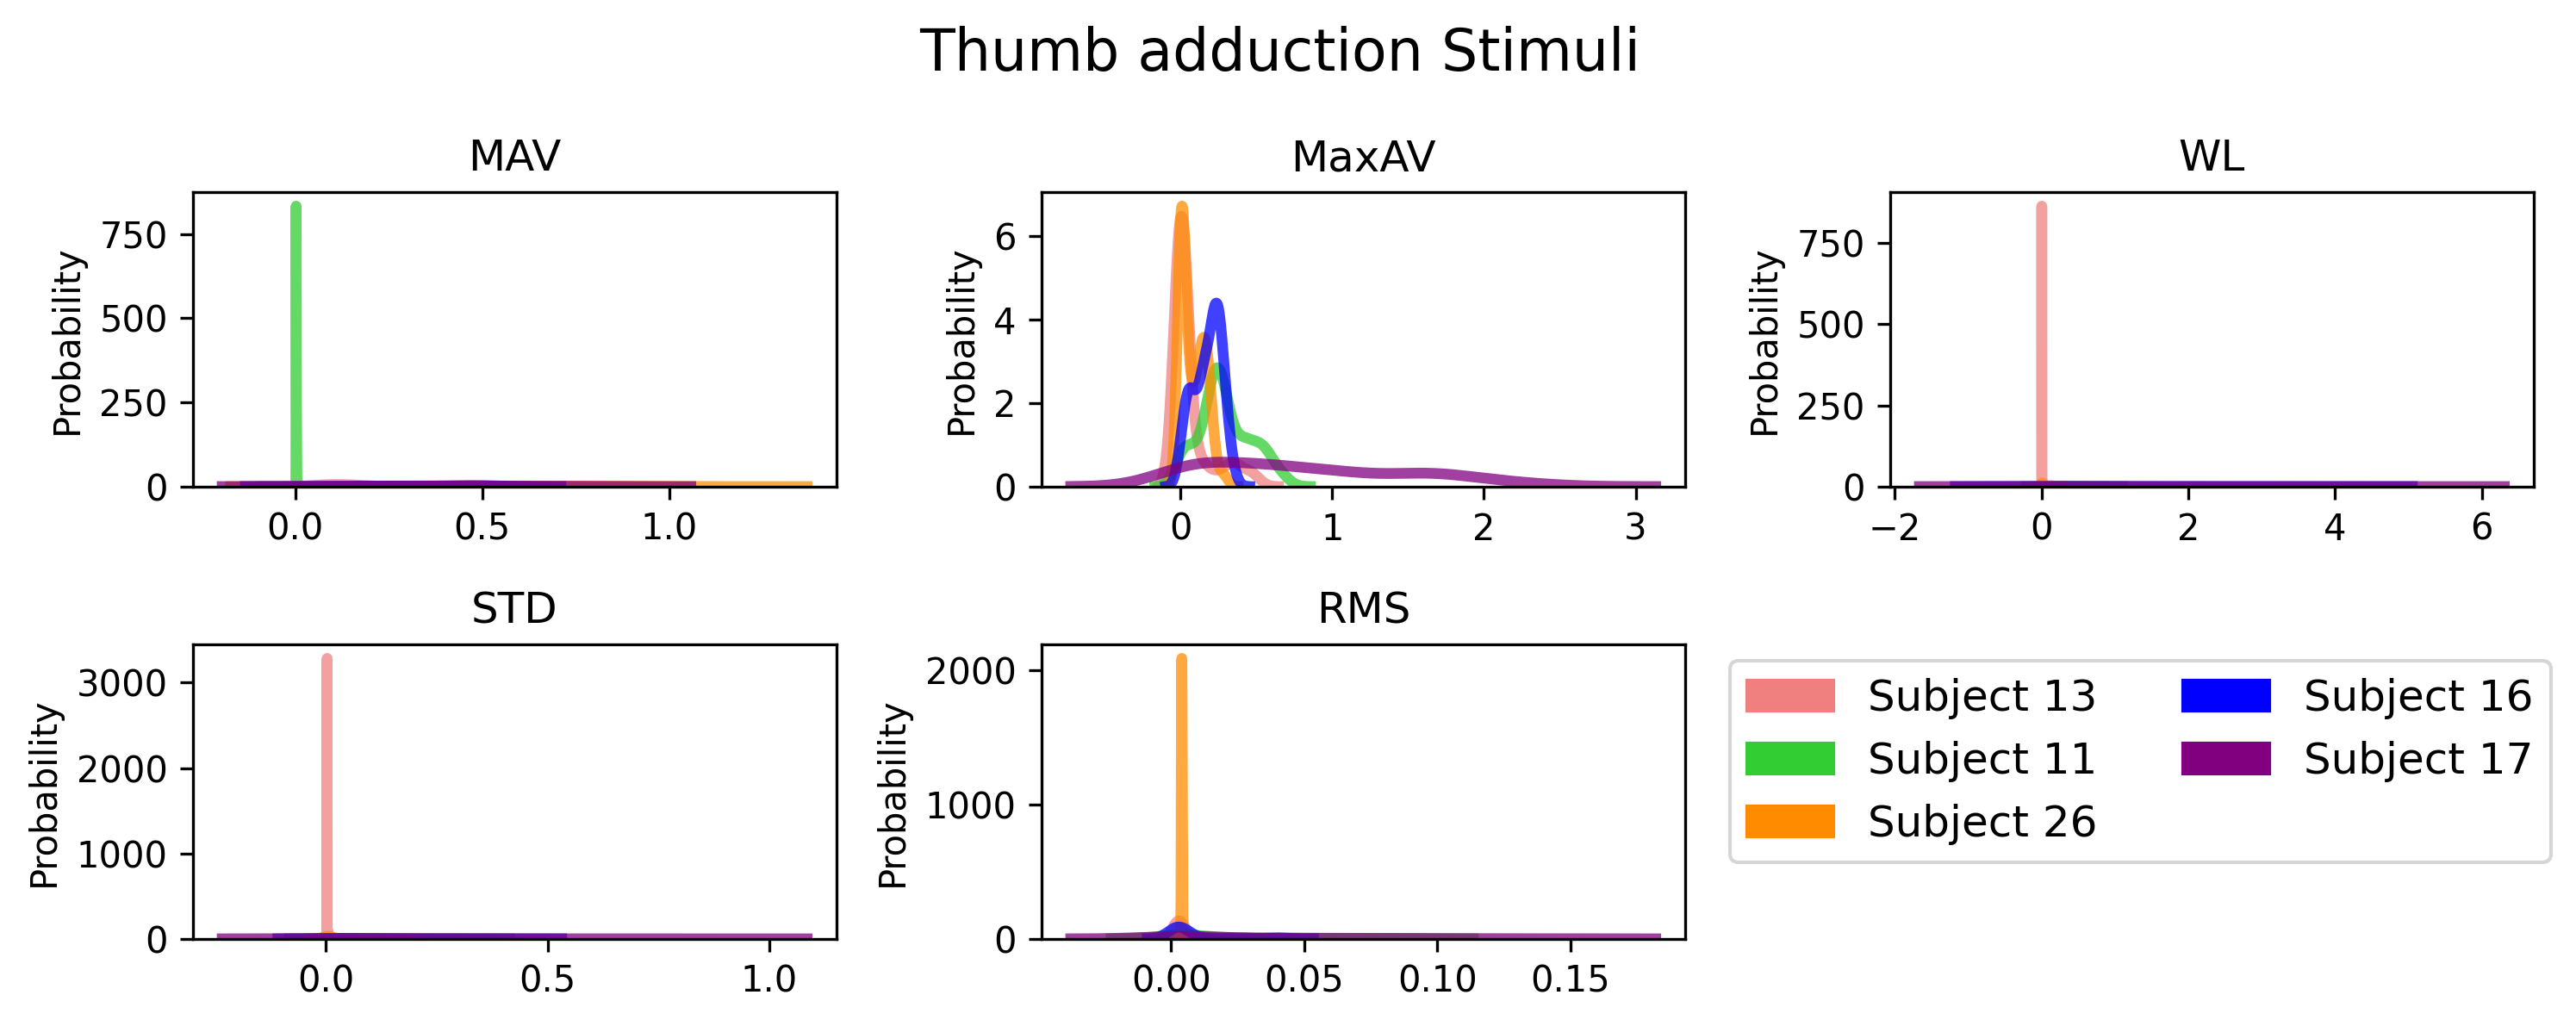 Thumb adduction Stimuli
MAV
Probability
750
500
250
0
0.0 0.5 1.0
MaxAV
Probability
6
4
2
0
0 1 2 3
WL
Probability
750
500
250
0
−2 0 2 4 6
STD
Probability
3000
2000
1000
0
0.0 0.5 1.0
RMS
Probability
2000
1000
0
0.00 0.05 0.10 0.15
Subject 13
Subject 11
Subject 26
Subject 16
Subject 17